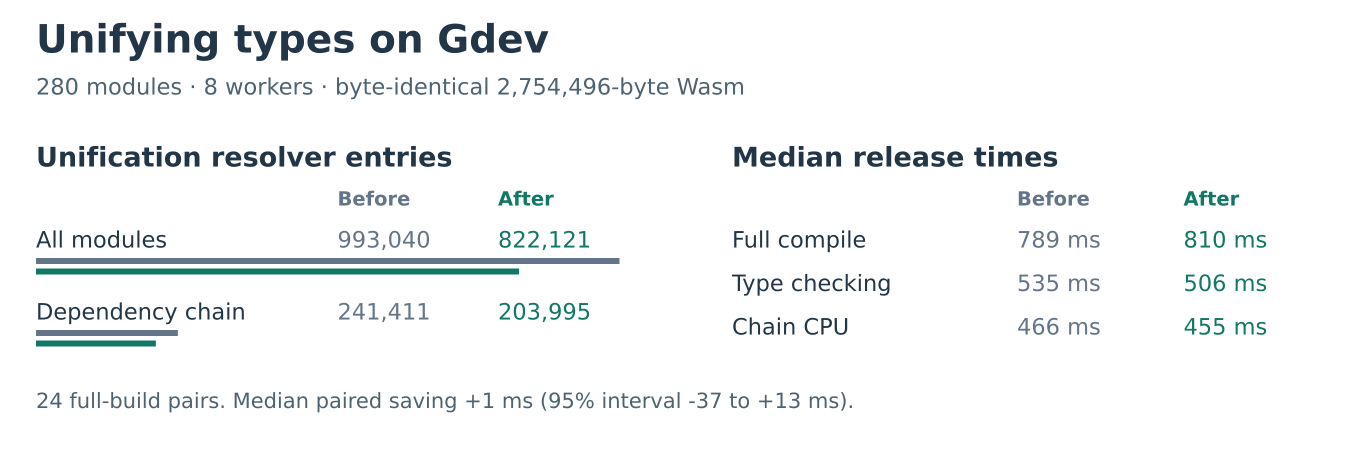 Unifying types on Gdev
280 modules · 8 workers · byte-identical 2,754,496-byte Wasm
Unification resolver entries
Before After
All modules 993,040 822,121
Dependency chain 241,411 203,995
Median release times
Before After
Full compile 789 ms 810 ms
Type checking 535 ms 506 ms
Chain CPU 466 ms 455 ms
24 full-build pairs. Median paired saving +1 ms (95% interval -37 to +13 ms).